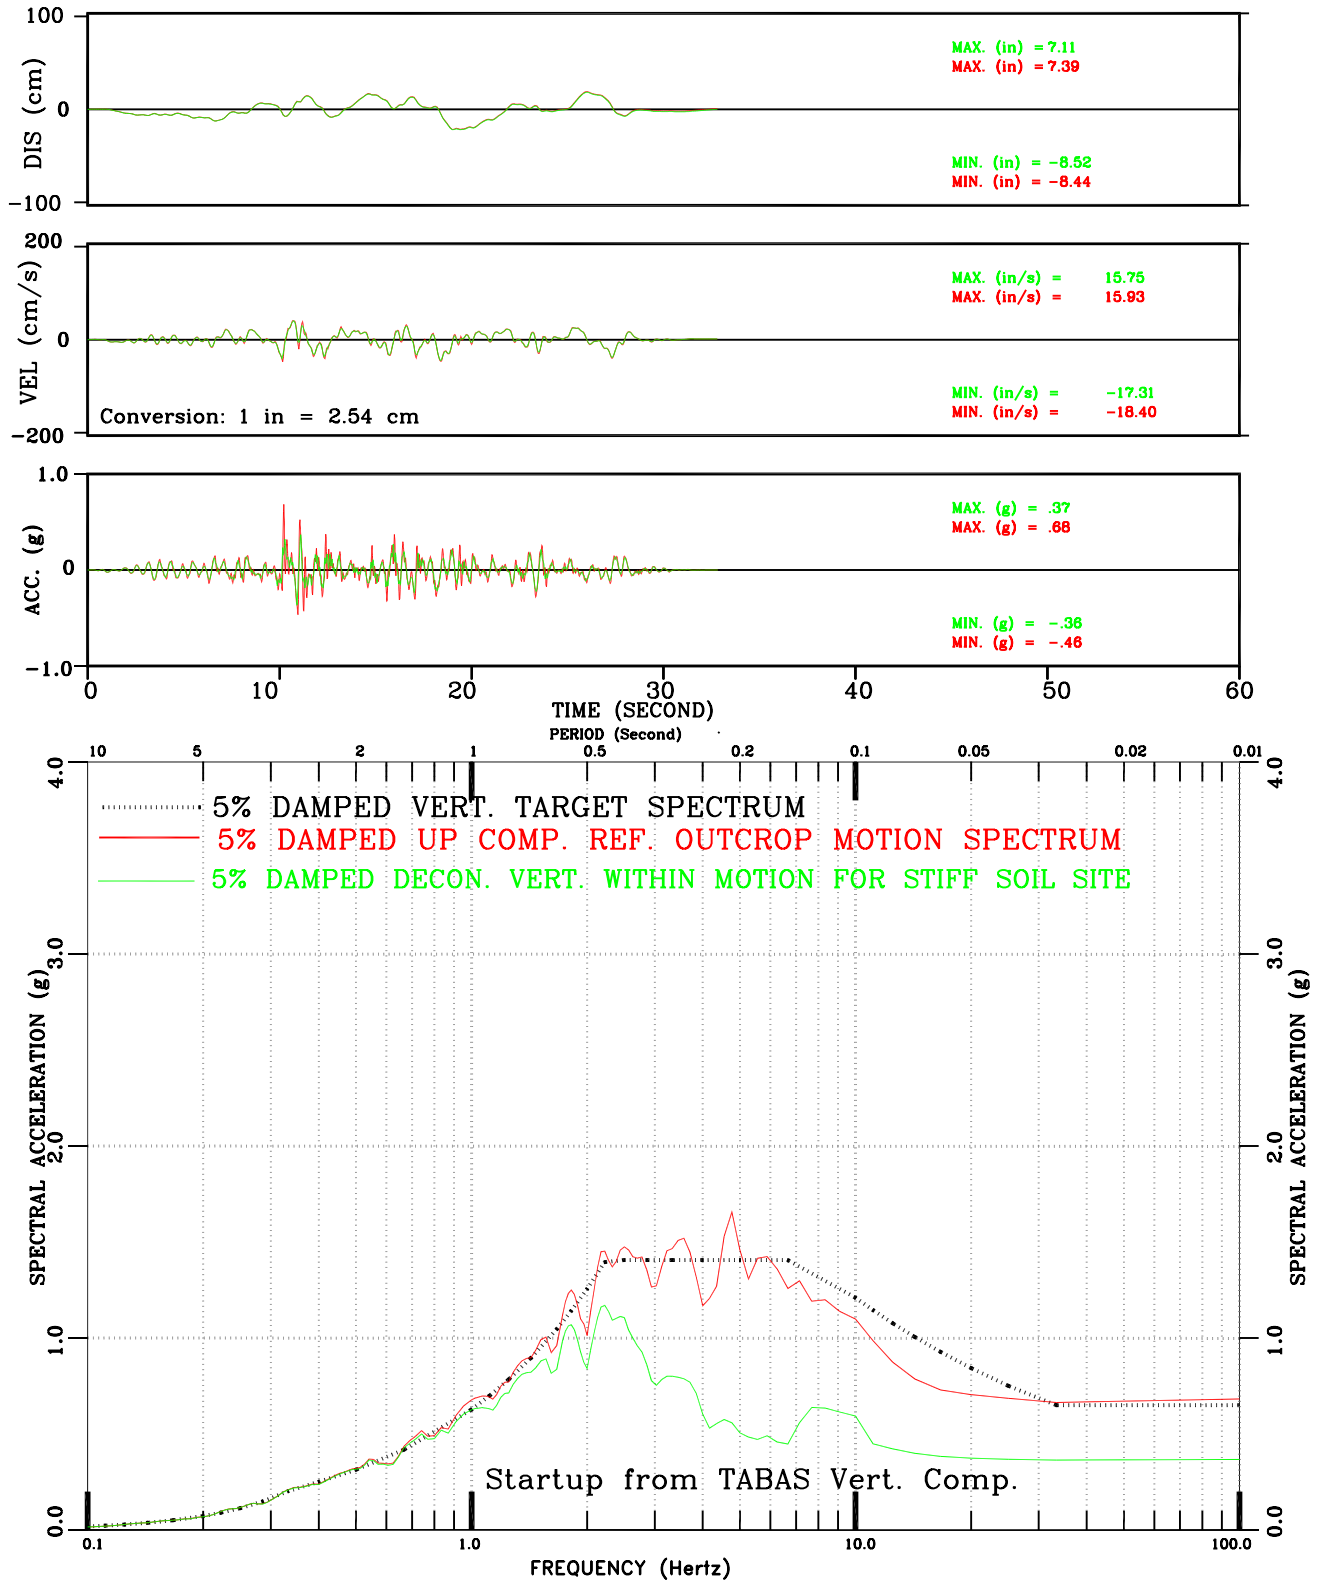 100
DIS (cm)
0
-100
MAX. (in) = 7.11
MAX. (in) = 7.39
MIN. (in) = -8.52
MIN. (in) = -8.44
200
VEL (cm/s)
0
-200
MAX. (in/s) = 15.75
MAX. (in/s) = 15.93
MIN. (in/s) = -17.31
MIN. (in/s) = -18.40
Conversion: 1 in = 2.54 cm
1.0
ACC. (g)
0
-1.0
MAX. (g) = .37
MAX. (g) = .68
MIN. (g) = -.36
MIN. (g) = -.46
0 10 20 30 40 50 60
TIME (SECOND)
PERIOD (Second)
10 5 2 1 0.5 0.2 0.1 0.05 0.02 0.01
5% DAMPED VERT. TARGET SPECTRUM
5% DAMPED UP COMP. REF. OUTCROP MOTION SPECTRUM
5% DAMPED DECON. VERT. WITHIN MOTION FOR STIFF SOIL SITE
4.0
3.0
2.0
1.0
0.0
SPECTRAL ACCELERATION (g)
4.0
3.0
2.0
1.0
0.0
SPECTRAL ACCELERATION (g)
Startup from TABAS Vert. Comp.
0.1 1.0 10.0 100.0
FREQUENCY (Hertz)